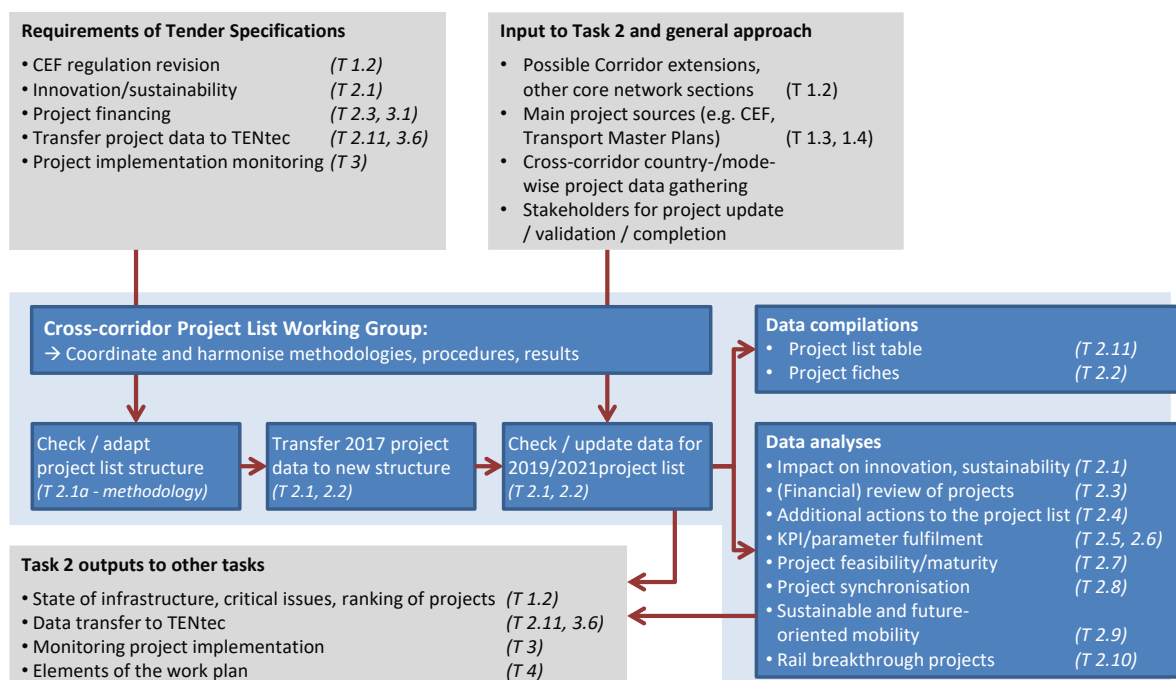 Requirements of Tender Specifications
• CEF regulation revision (T 1.2)
• Innovation/sustainability (T 2.1)
• Project financing (T 2.3, 3.1)
• Transfer project data to TENtec (T 2.11, 3.6)
• Project implementation monitoring (T 3)
Input to Task 2 and general approach
• Possible Corridor extensions,
other core network sections (T 1.2)
• Main project sources (e.g. CEF,
Transport Master Plans) (T 1.3, 1.4)
• Cross-corridor country-/mode-
wise project data gathering
• Stakeholders for project update
/ validation / completion
Cross-corridor Project List Working Group:
→ Coordinate and harmonise methodologies, procedures, results
Check / adapt
project list structure
(T 2.1a - methodology)
Transfer 2017 project
data to new structure
(T 2.1, 2.2)
Check / update data for
2019/2021project list
(T 2.1, 2.2)
Data compilations
• Project list table (T 2.11)
• Project fiches (T 2.2)
Data analyses
• Impact on innovation, sustainability (T 2.1)
• (Financial) review of projects (T 2.3)
• Additional actions to the project list (T 2.4)
• KPI/parameter fulfilment (T 2.5, 2.6)
• Project feasibility/maturity (T 2.7)
• Project synchronisation (T 2.8)
• Sustainable and future-
oriented mobility (T 2.9)
• Rail breakthrough projects (T 2.10)
Task 2 outputs to other tasks
• State of infrastructure, critical issues, ranking of projects (T 1.2)
• Data transfer to TENtec (T 2.11, 3.6)
• Monitoring project implementation (T 3)
• Elements of the work plan (T 4)